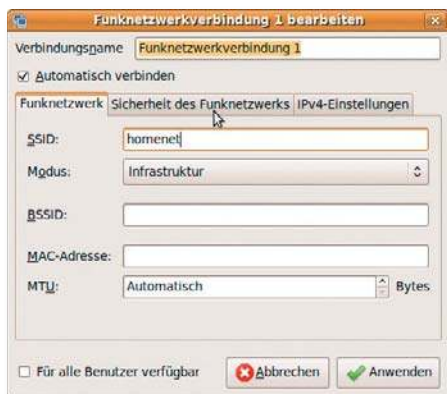 Funknetzwerkverbindung 1 bearbeiten
Verbindungsname Funknetzwerkverbindung 1
Automatisch verbinden
Funknetzwerk Sicherheit des Funknetzwerks IPv4-Einstellungen
SSID: homenet
Modus: Infrastruktur
BSSID:
MAC-Adresse:
MTU: Automatisch Bytes
Für alle Benutzer verfügbar Abbrechen Anwenden